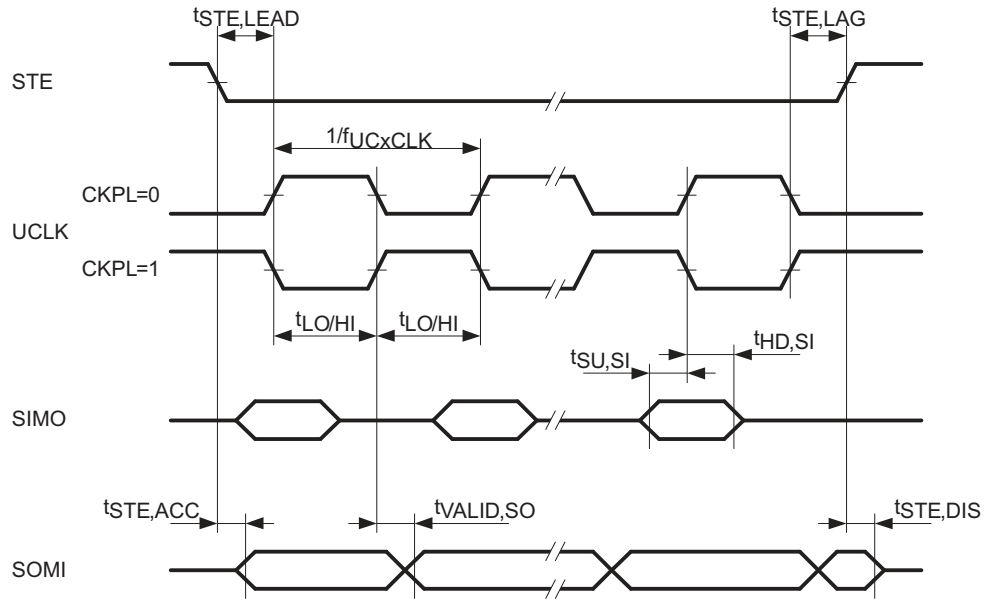 tSTE,LEAD
tSTE,LAG
STE
1/fUCxCLK
CKPL=0
UCLK
CKPL=1
tLO/HI
tLO/HI
tSU,SI
tHD,SI
SIMO
tSTE,ACC
tVALID,SO
tSTE,DIS
SOMI